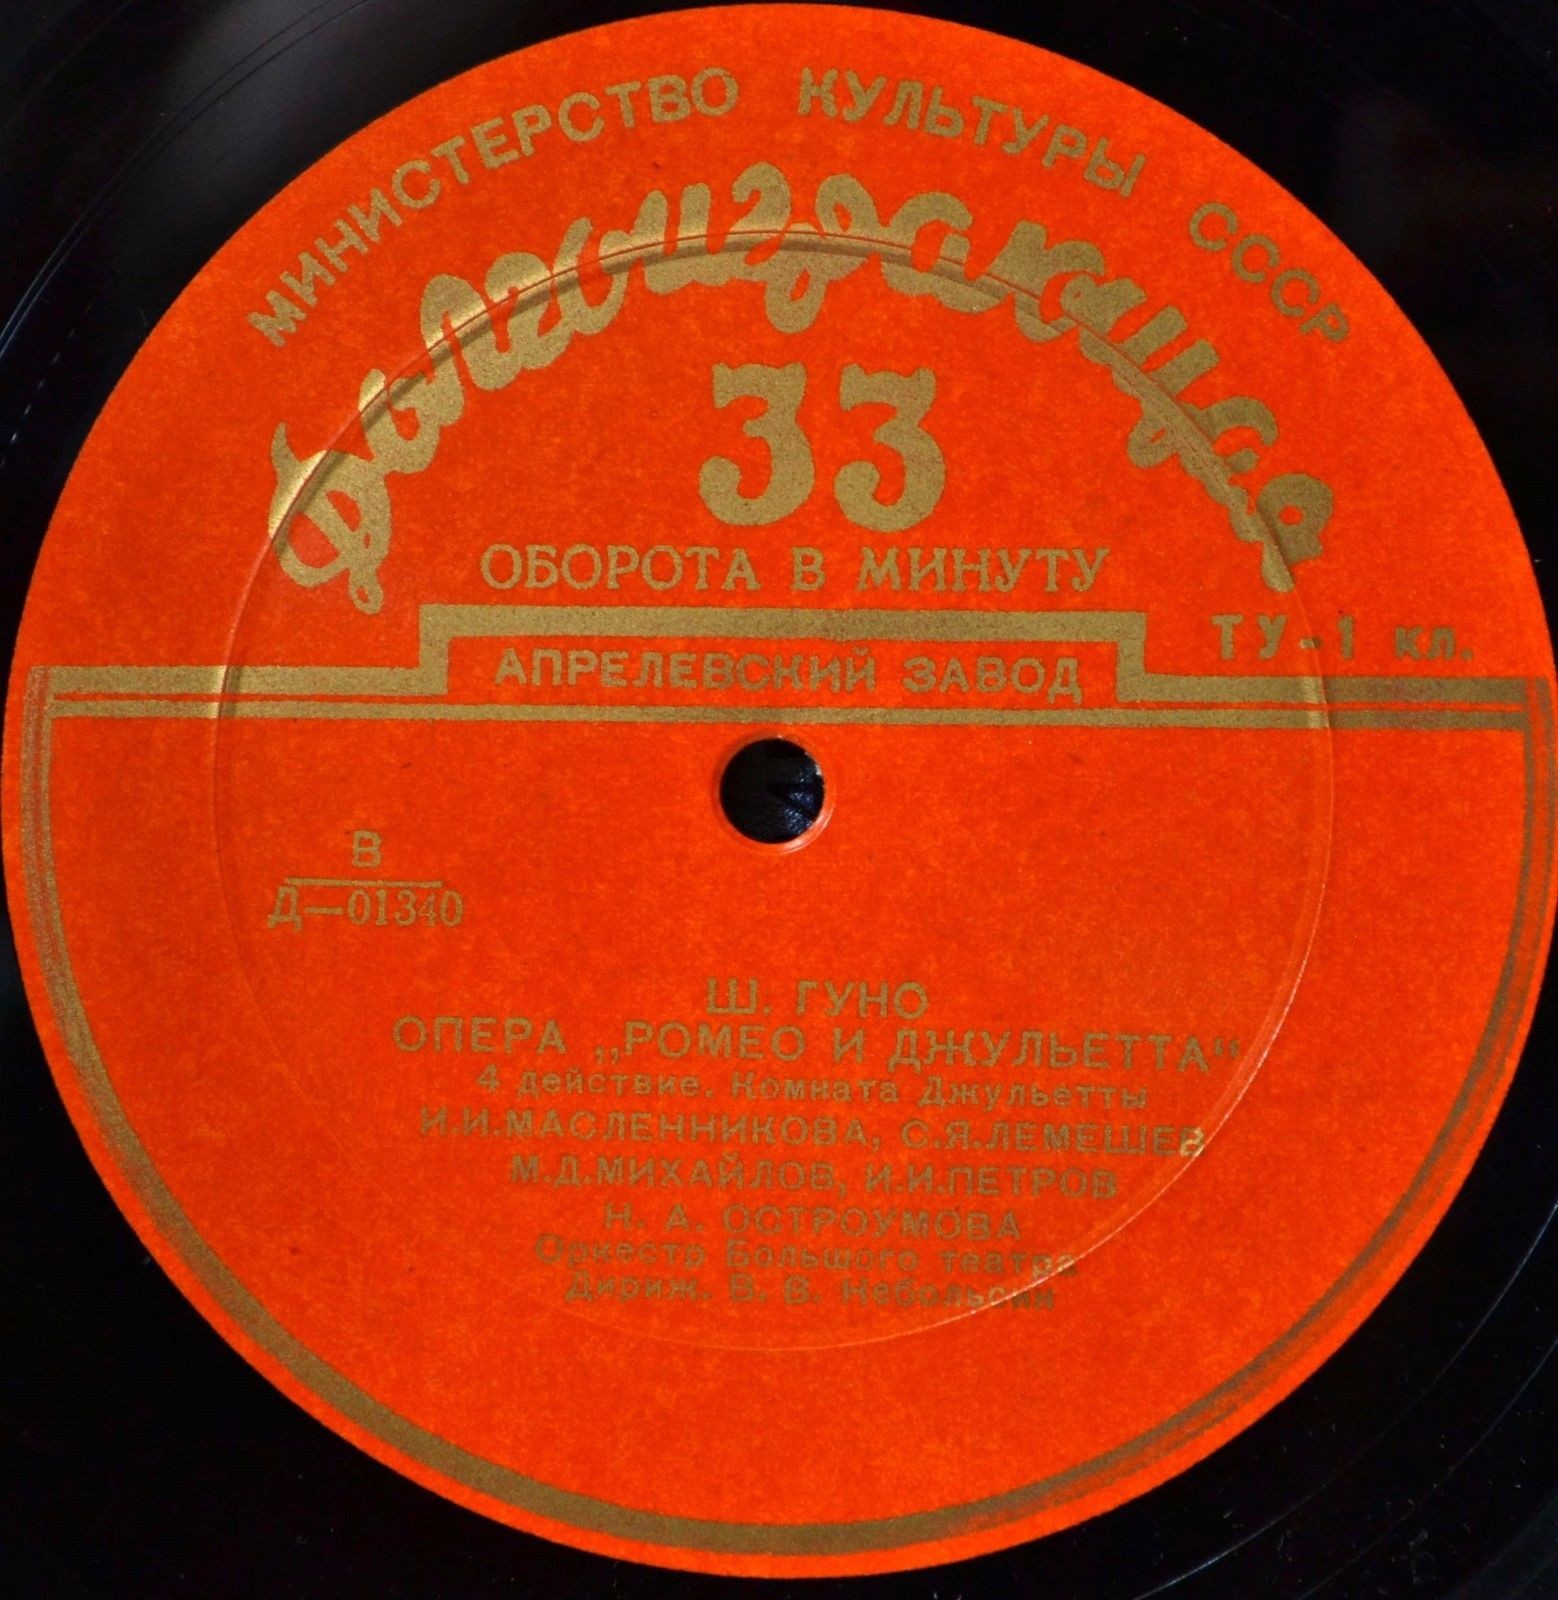 МИНИСТЕРСТВО КУЛЬТУРЫ СССР
Долгоиграющая
33
ОБОРОТА В МИНУТУ
АПРЕЛЕВСКИЙ ЗАВОД
ТУ-1 кл.
В
Д—01340
Ш. ГУНО
ОПЕРА „РОМЕО И ДЖУЛЬЕТТА“
4 действие. Комната Джульетты
И.И.МАСЛЕННИКОВА, С.Я.ЛЕМЕШЕВ
М.Д.МИХАЙЛОВ, И.И.ПЕТРОВ
Н. А. ОСТРОУМОВА
Оркестр Большого театра
Дириж. В. В. Небольсин